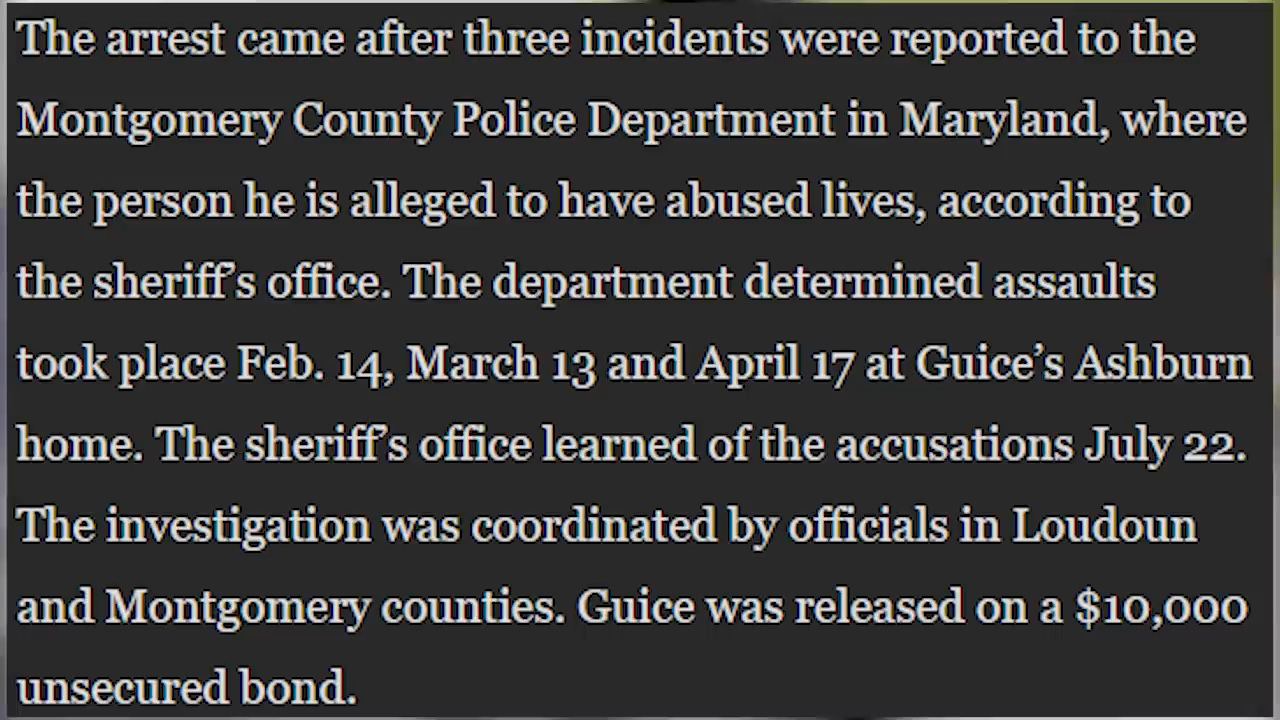 The arrest came after three incidents were reported to the
Montgomery County Police Department in Maryland, where
the person he is alleged to have abused lives, according to
the sheriff’s office. The department determined assaults
took place Feb. 14, March 13 and April 17 at Guice’s Ashburn
home. The sheriff’s office learned of the accusations July 22.
The investigation was coordinated by officials in Loudoun
and Montgomery counties. Guice was released on a $10,000
unsecured bond.